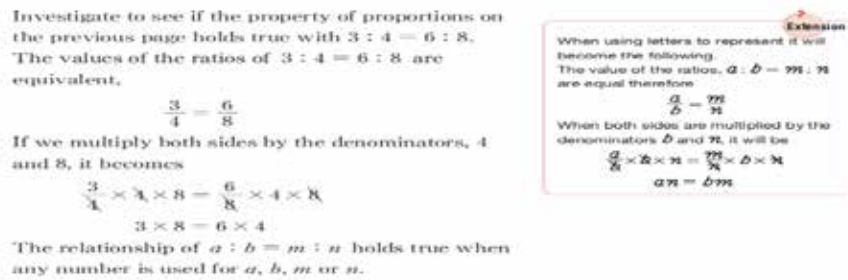 Investigate to see if the property of proportions on
the previous page holds true with 3 : 4 = 6 : 8.
The values of the ratios of 3 : 4 = 6 : 8 are
equivalent,
3/4 = 6/8
If we multiply both sides by the denominators, 4
and 8, it becomes
3/4 × 4 × 8 = 6/8 × 4 × 8
3 × 8 = 6 × 4
The relationship of a : b = m : n holds true when
any number is used for a, b, m or n.
Extension
When using letters to represent it will
become the following.
The value of the ratios, a : b = m : n
are equal therefore
a/b = m/n
When both sides are multiplied by the
denominators b and n, it will be
a/b × b × n = m/n × b × n
an = bm